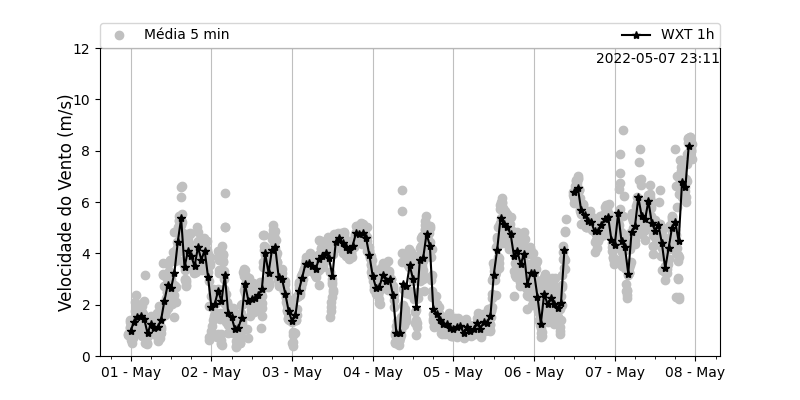 Média 5 min
WXT 1h
2022-05-07 23:11
Velocidade do Vento (m/s)
12
10
8
6
4
2
0
01 - May
02 - May
03 - May
04 - May
05 - May
06 - May
07 - May
08 - May